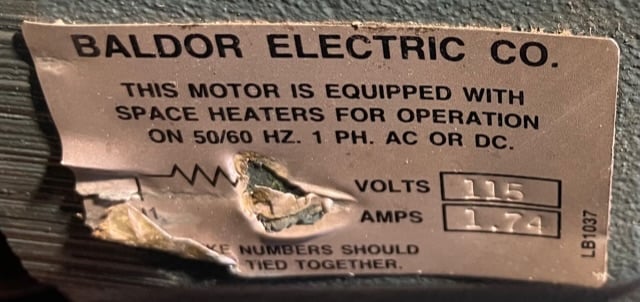 BALDOR ELECTRIC CO.
THIS MOTOR IS EQUIPPED WITH
SPACE HEATERS FOR OPERATION
ON 50/60 HZ. 1 PH. AC OR DC.
VOLTS 115
AMPS 1.74
NUMBERS SHOULD
TIED TOGETHER.
LB1037